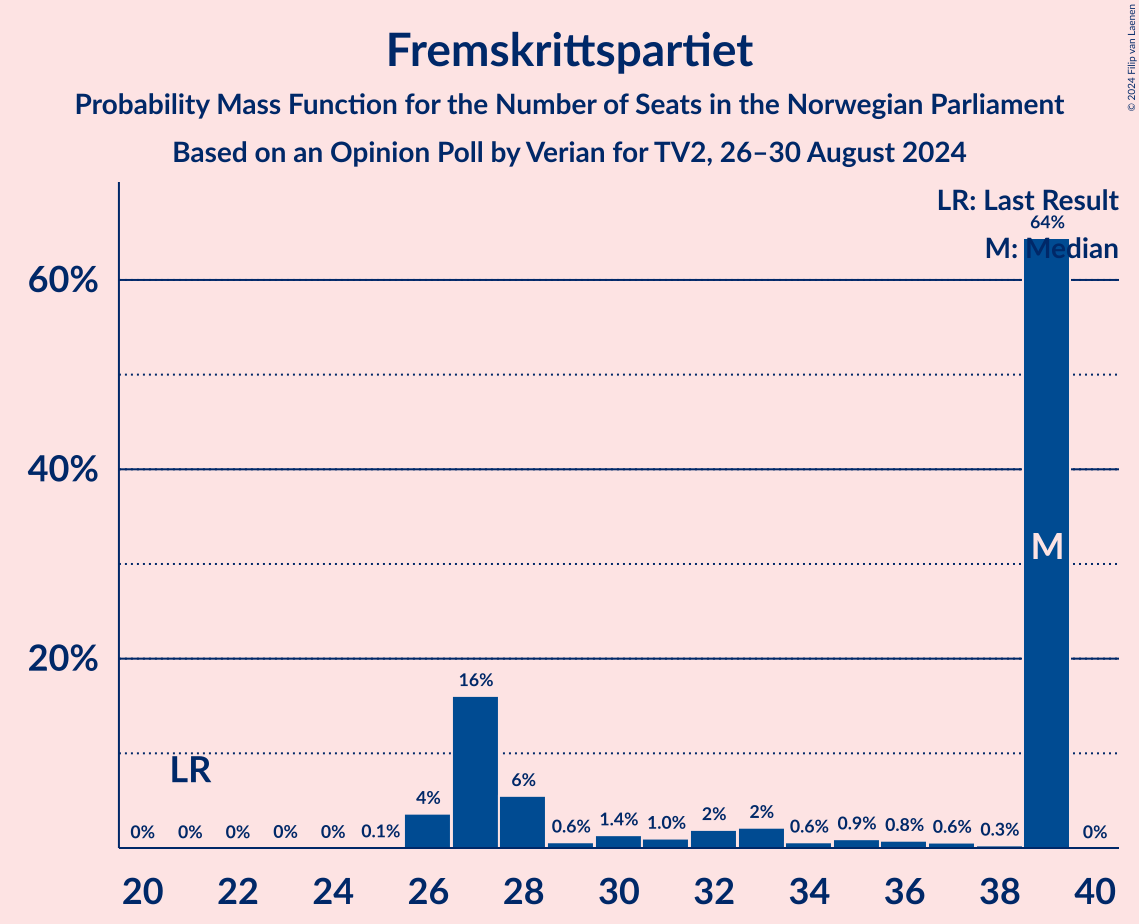 Fremskrittspartiet
Probability Mass Function for the Number of Seats in the Norwegian Parliament
Based on an Opinion Poll by Verian for TV2, 26–30 August 2024
© 2024 Filip van Laenen
LR: Last Result
64%
M: Median
60%
40%
M
20%
16%
LR
6%
4%
0% 0% 0% 0% 0% 0.1% 0.6% 1.4% 1.0% 2% 2% 0.6% 0.9% 0.8% 0.6% 0.3% 0%
20 22 24 26 28 30 32 34 36 38 40